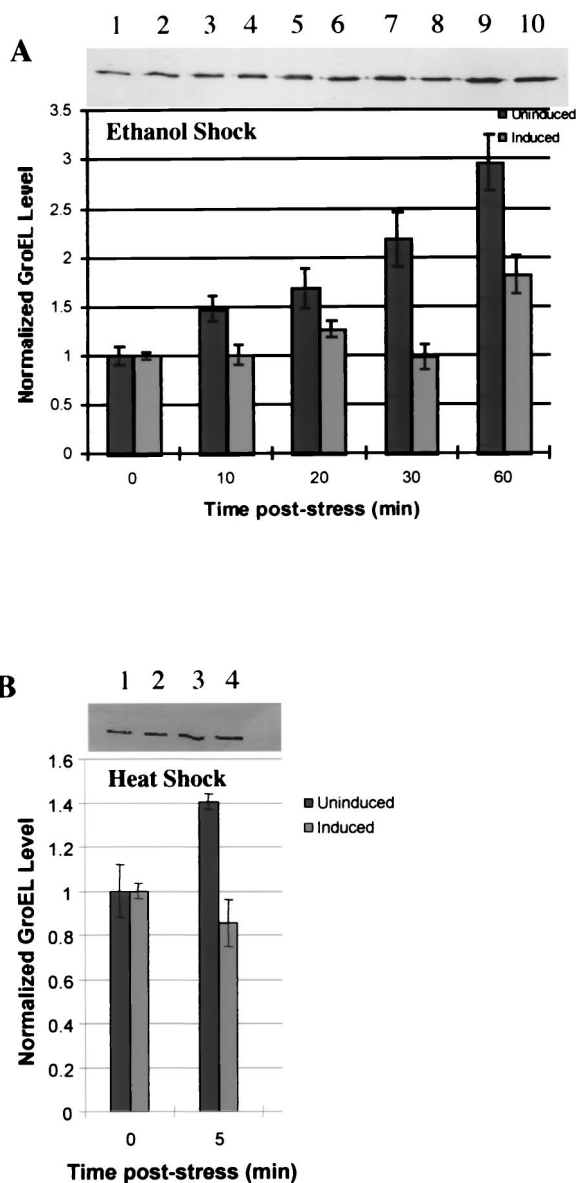 A
1 2 3 4 5 6 7 8 9 10
3.5
Ethanol Shock
Uninduced
Induced
3
2.5
2
1.5
1
0.5
0
Normalized GroEL Level
0 10 20 30 60
Time post-stress (min)
B
1 2 3 4
1.6
Heat Shock
Uninduced
Induced
1.4
1.2
1
0.8
0.6
0.4
0.2
0
Normalized GroEL Level
0 5
Time post-stress (min)